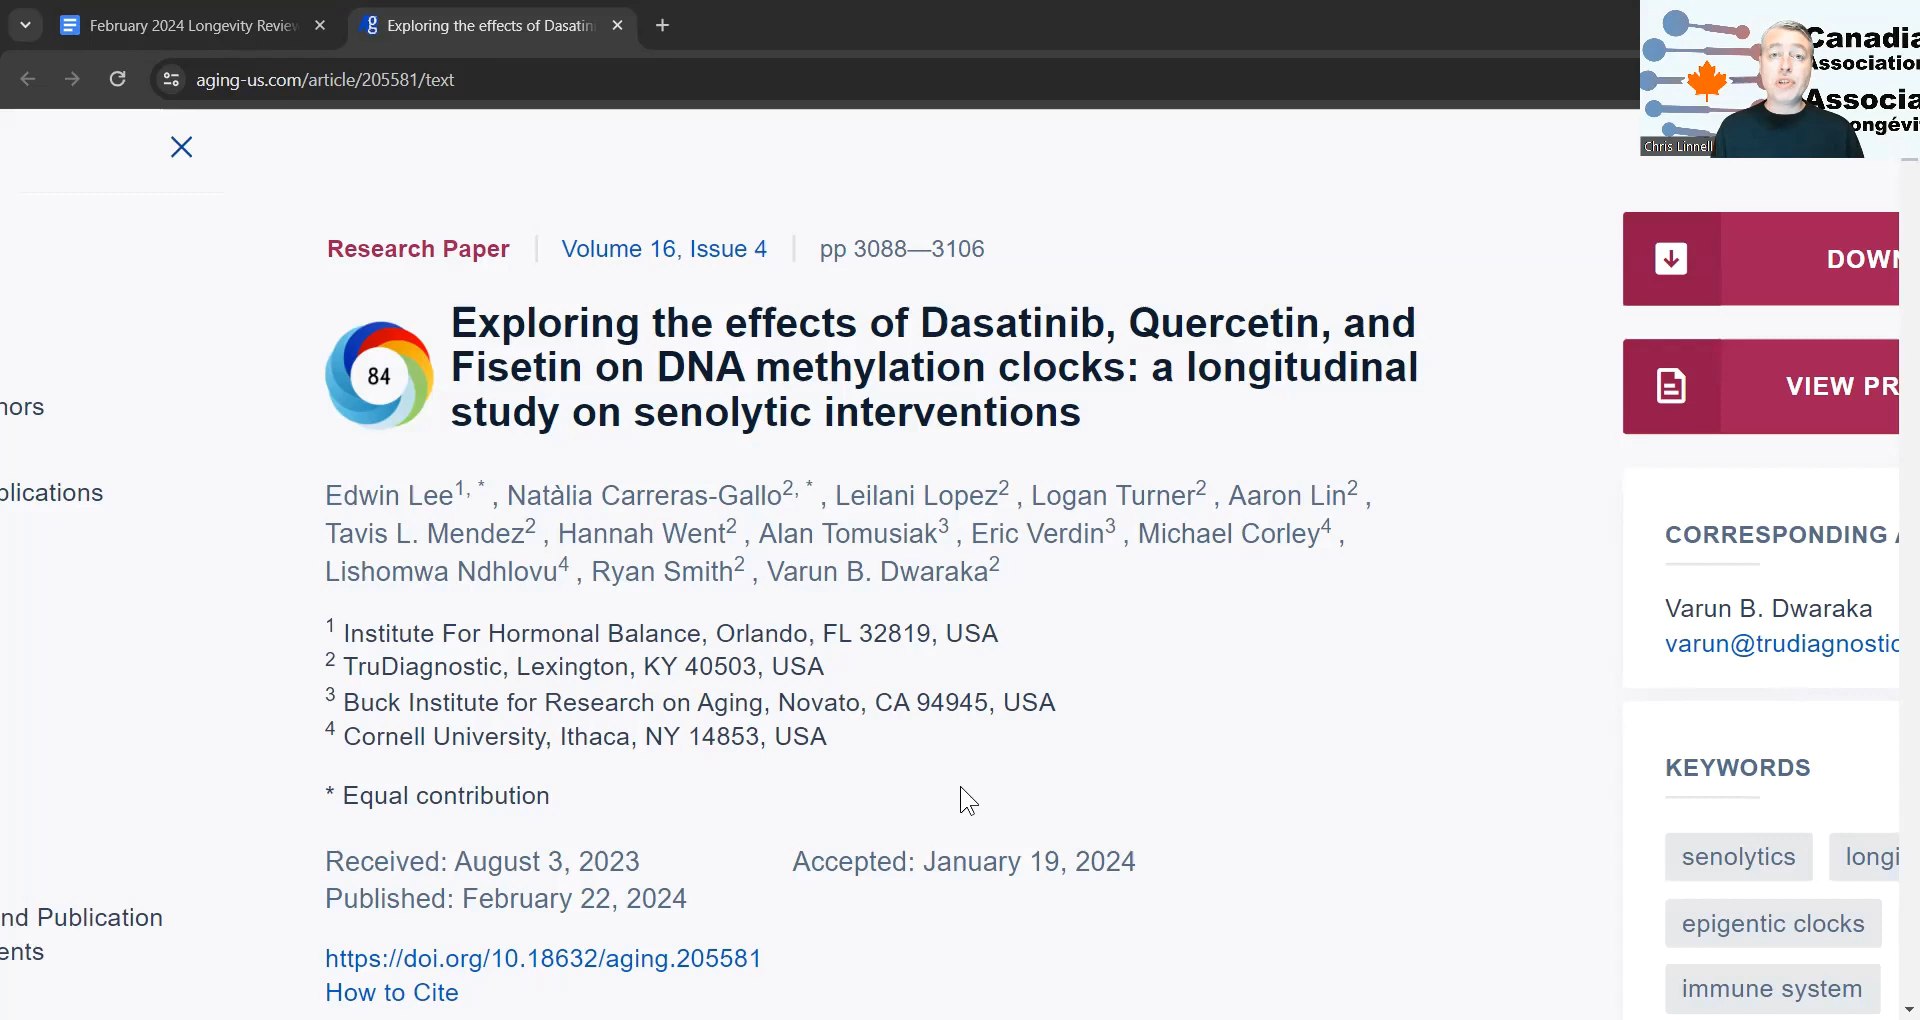 February 2024 Longevity Review
Exploring the effects of Dasatini
aging-us.com/article/205581/text
Canadia
Association
Associa
ongévi
Chris Linnell
Research Paper
Volume 16, Issue 4
pp 3088—3106
DOWN
84
Exploring the effects of Dasatinib, Quercetin, and
Fisetin on DNA methylation clocks: a longitudinal
study on senolytic interventions
VIEW PR
hors
plications
Edwin Lee1, * , Natàlia Carreras-Gallo2, * , Leilani Lopez2 , Logan Turner2 , Aaron Lin2 ,
Tavis L. Mendez2 , Hannah Went2 , Alan Tomusiak3 , Eric Verdin3 , Michael Corley4 ,
Lishomwa Ndhlovu4 , Ryan Smith2 , Varun B. Dwaraka2
CORRESPONDING A
Varun B. Dwaraka
varun@trudiagnostic
1 Institute For Hormonal Balance, Orlando, FL 32819, USA
2 TruDiagnostic, Lexington, KY 40503, USA
3 Buck Institute for Research on Aging, Novato, CA 94945, USA
4 Cornell University, Ithaca, NY 14853, USA
* Equal contribution
KEYWORDS
senolytics
longi
epigentic clocks
immune system
Received: August 3, 2023
Accepted: January 19, 2024
Published: February 22, 2024
nd Publication
ents
https://doi.org/10.18632/aging.205581
How to Cite